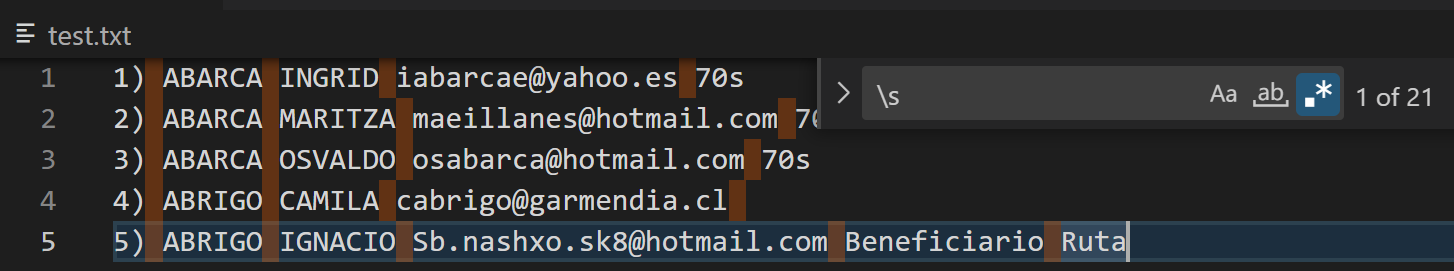 test.txt
1 1) ABARCA INGRID iabarcae@yahoo.es 70s
2 2) ABARCA MARITZA maeillanes@hotmail.com 70
3 3) ABARCA OSVALDO osabarca@hotmail.com 70s
4 4) ABRIGO CAMILA cabrigo@garmendia.cl
5 5) ABRIGO IGNACIO Sb.nashxo.sk8@hotmail.com Beneficiario Ruta
\s Aa ab .* 1 of 21